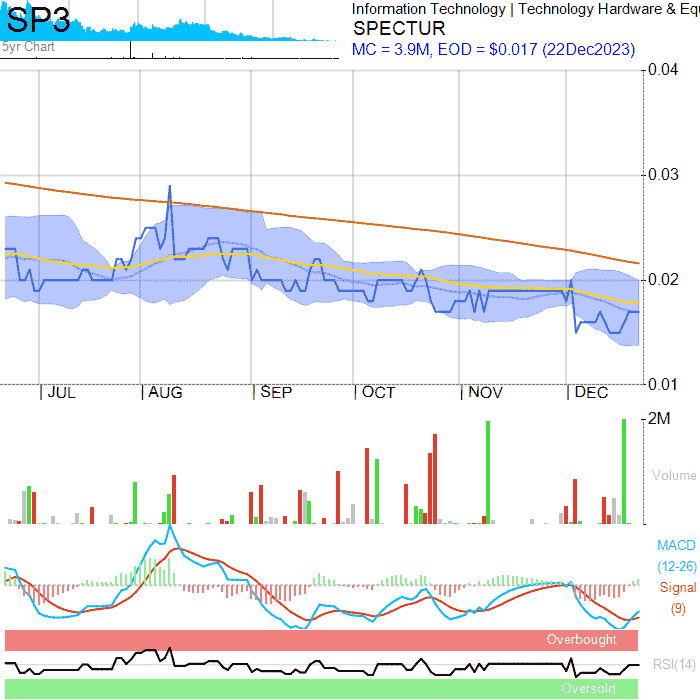 SP3
5yr Chart
Information Technology | Technology Hardware & Equ
SPECTUR
MC = 3.9M, EOD = $0.017 (22Dec2023)
0.04
0.03
0.02
0.01
| JUL | AUG | SEP | OCT | NOV | DEC
2M
Volume
MACD
(12-26)
Signal
(9)
Overbought
RSI(14)
Oversold